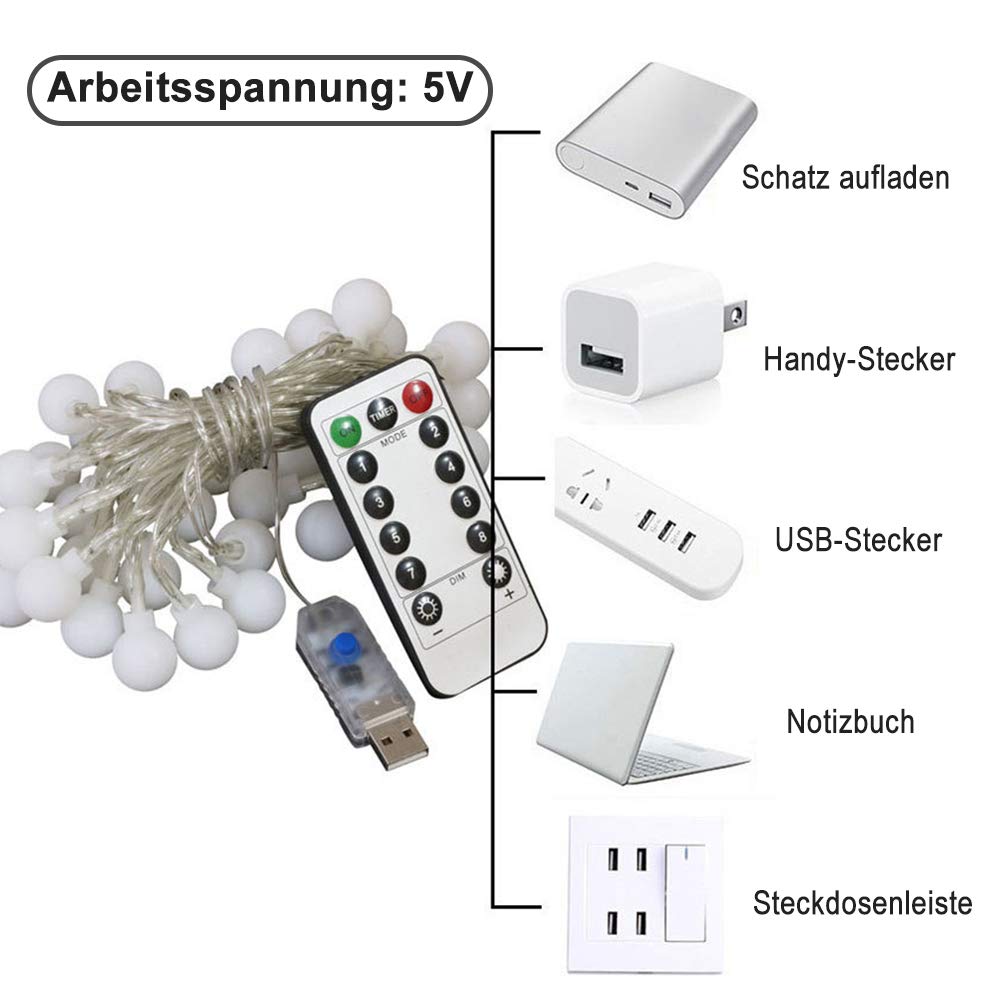 Arbeitsspannung: 5V
Schatz aufladen
Handy-Stecker
USB-Stecker
Notizbuch
Steckdosenleiste
ON TIMER OFF
MODE
1 2
3 4
5 6
7 8
DIM
- +